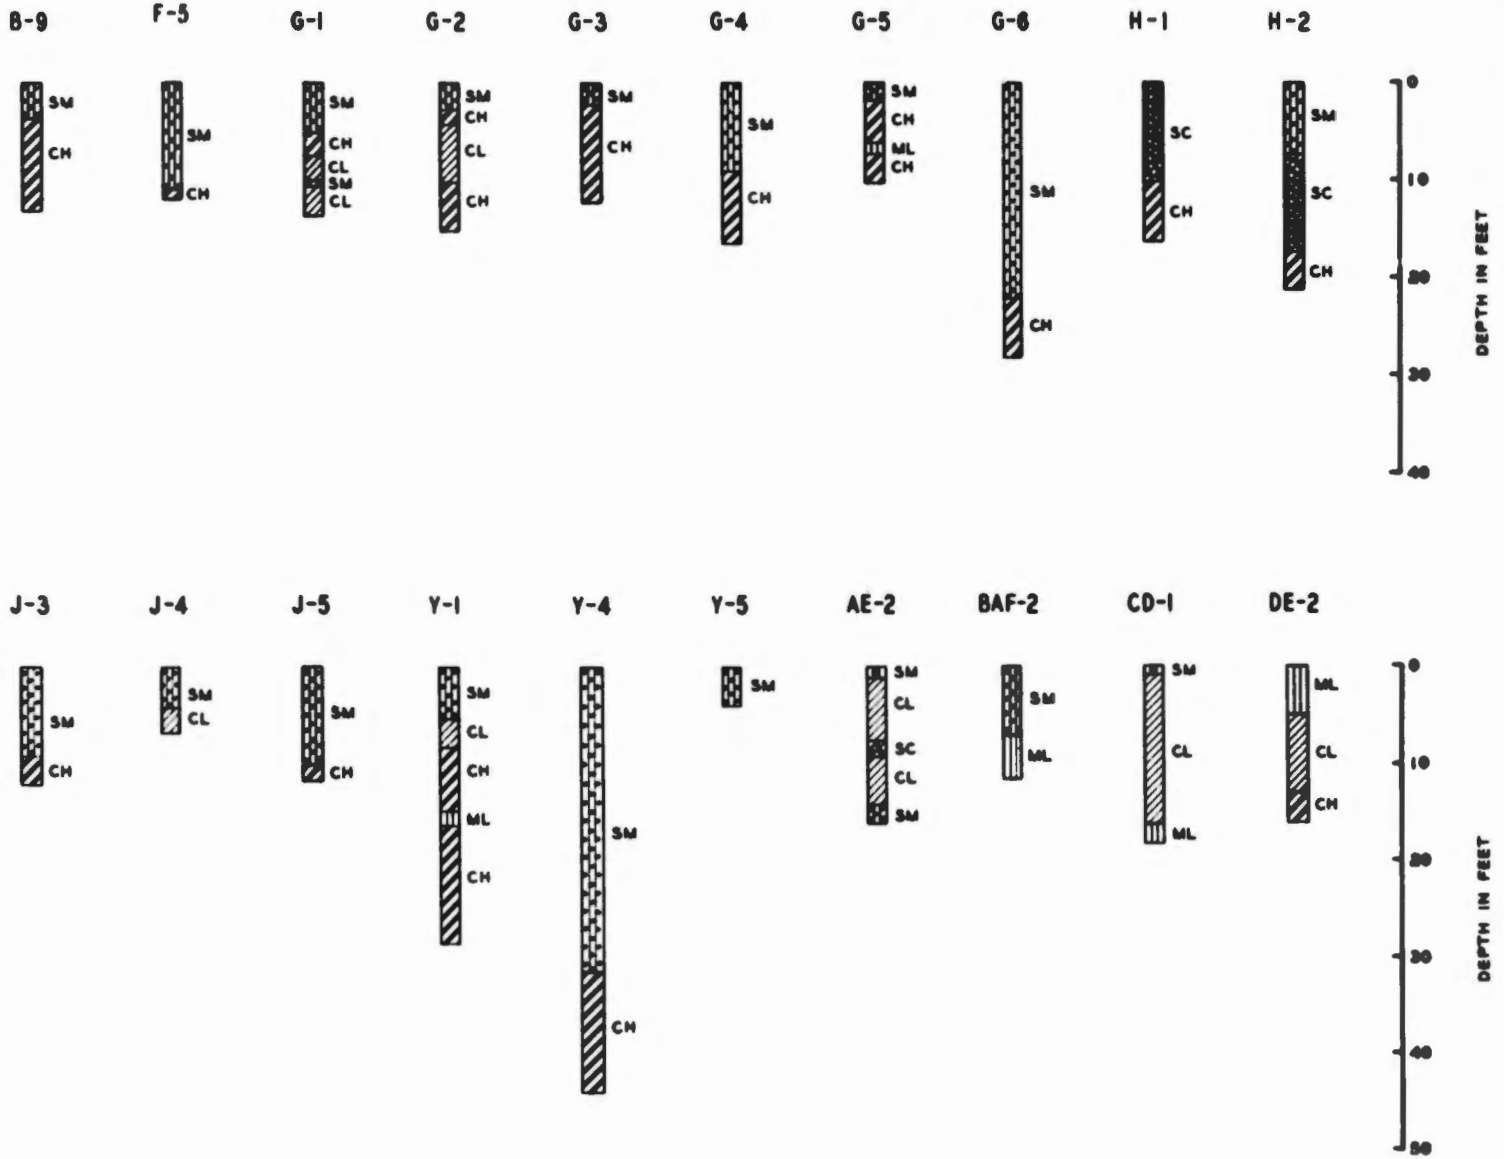 B-9 F-5 G-1 G-2 G-3 G-4 G-5 G-6 H-1 H-2
SM
CH
SM
CH
SM
CH
CL
SM
CL
SM
CH
CL
CH
SM
CH
SM
CH
SM
CH
ML
CH
SM
CH
SC
CH
SM
SC
CH
0
10
20
30
40
DEPTH IN FEET
J-3 J-4 J-5 Y-1 Y-4 Y-5 AE-2 BAF-2 CD-1 DE-2
SM
CH
SM
CL
SM
CH
SM
CL
CH
ML
CH
SM
CH
SM
SM
CL
SC
CL
SM
SM
ML
SM
CL
ML
ML
CL
CH
0
10
20
30
40
50
DEPTH IN FEET